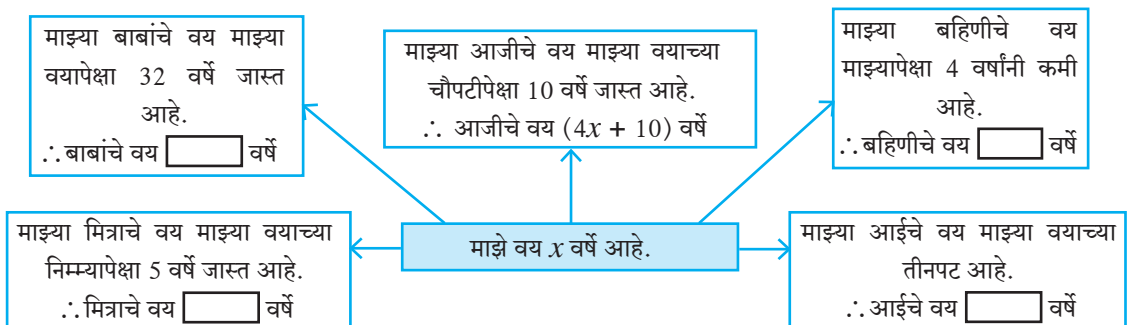 माझ्या बाबांचे वय माझ्या
वयापेक्षा 32 वर्षे जास्त
आहे.
∴बाबांचे वय वर्षे
माझ्या आजीचे वय माझ्या वयाच्या
चौपटीपेक्षा 10 वर्षे जास्त आहे.
∴ आजीचे वय (4x + 10) वर्षे
माझ्या बहिणीचे वय
माझ्यापेक्षा 4 वर्षांनी कमी
आहे.
∴बहिणीचे वय वर्षे
माझ्या मित्राचे वय माझ्या वयाच्या
निम्म्यापेक्षा 5 वर्षे जास्त आहे.
∴मित्राचे वय वर्षे
माझे वय x वर्षे आहे.
माझ्या आईचे वय माझ्या वयाच्या
तीनपट आहे.
∴आईचे वय वर्षे